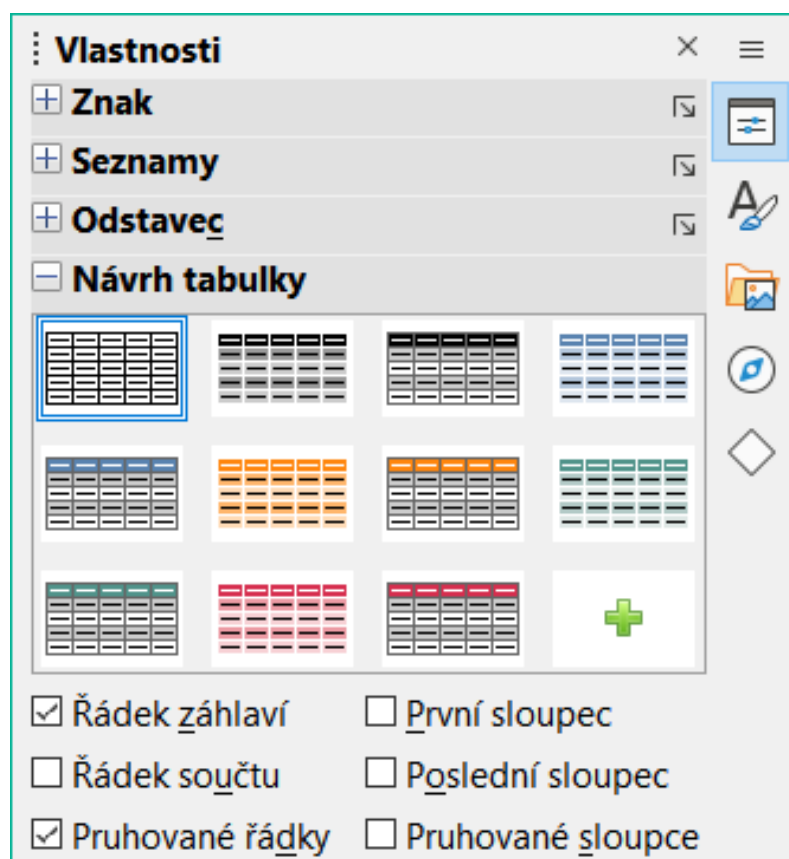 Vlastnosti
Znak
Seznamy
Odstavec
Návrh tabulky
Řádek záhlaví
První sloupec
Řádek součtu
Poslední sloupec
Pruhované řádky
Pruhované sloupce